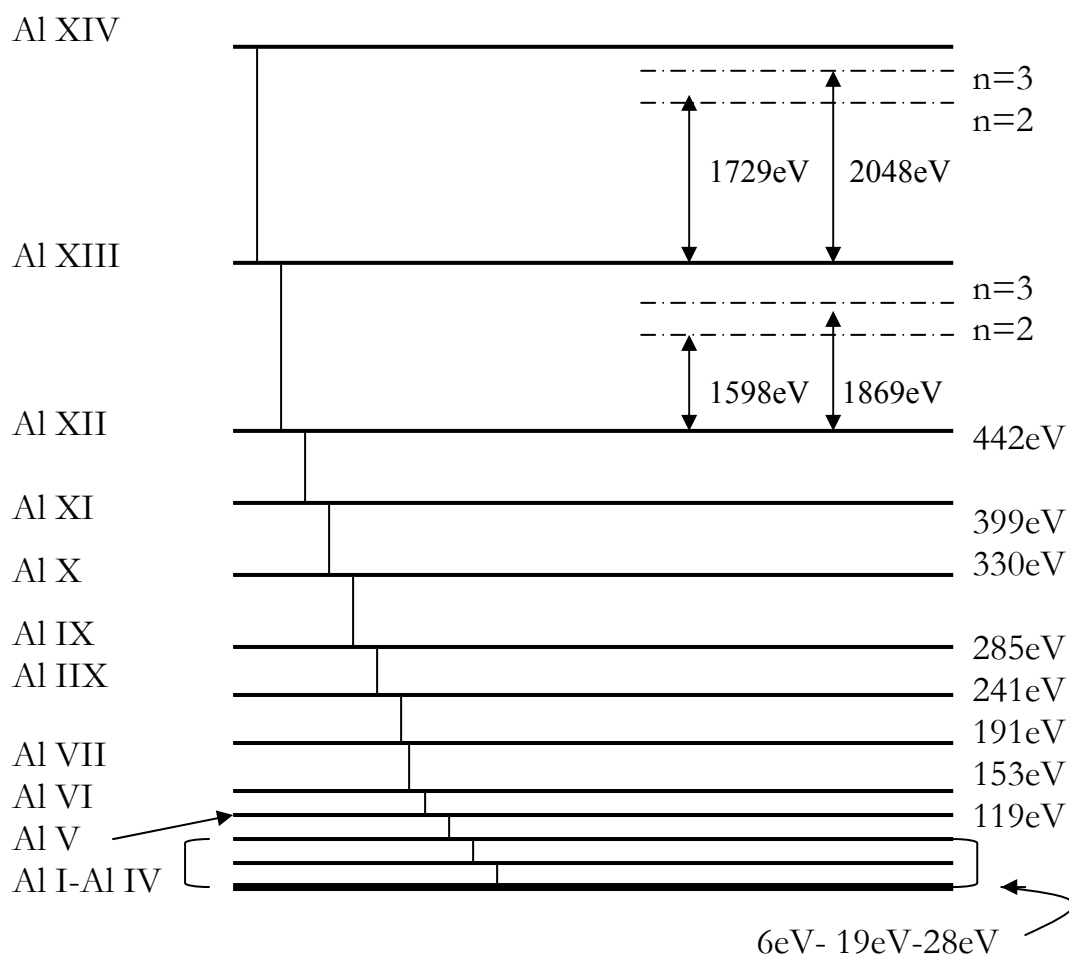 Al XIV
n=3
n=2
1729eV 2048eV
Al XIII
n=3
n=2
1598eV 1869eV
Al XII
442eV
Al XI
399eV
330eV
Al X
Al IX
285eV
Al IIX
241eV
191eV
Al VII
153eV
Al VI
119eV
Al V
Al I-Al IV
6eV- 19eV-28eV